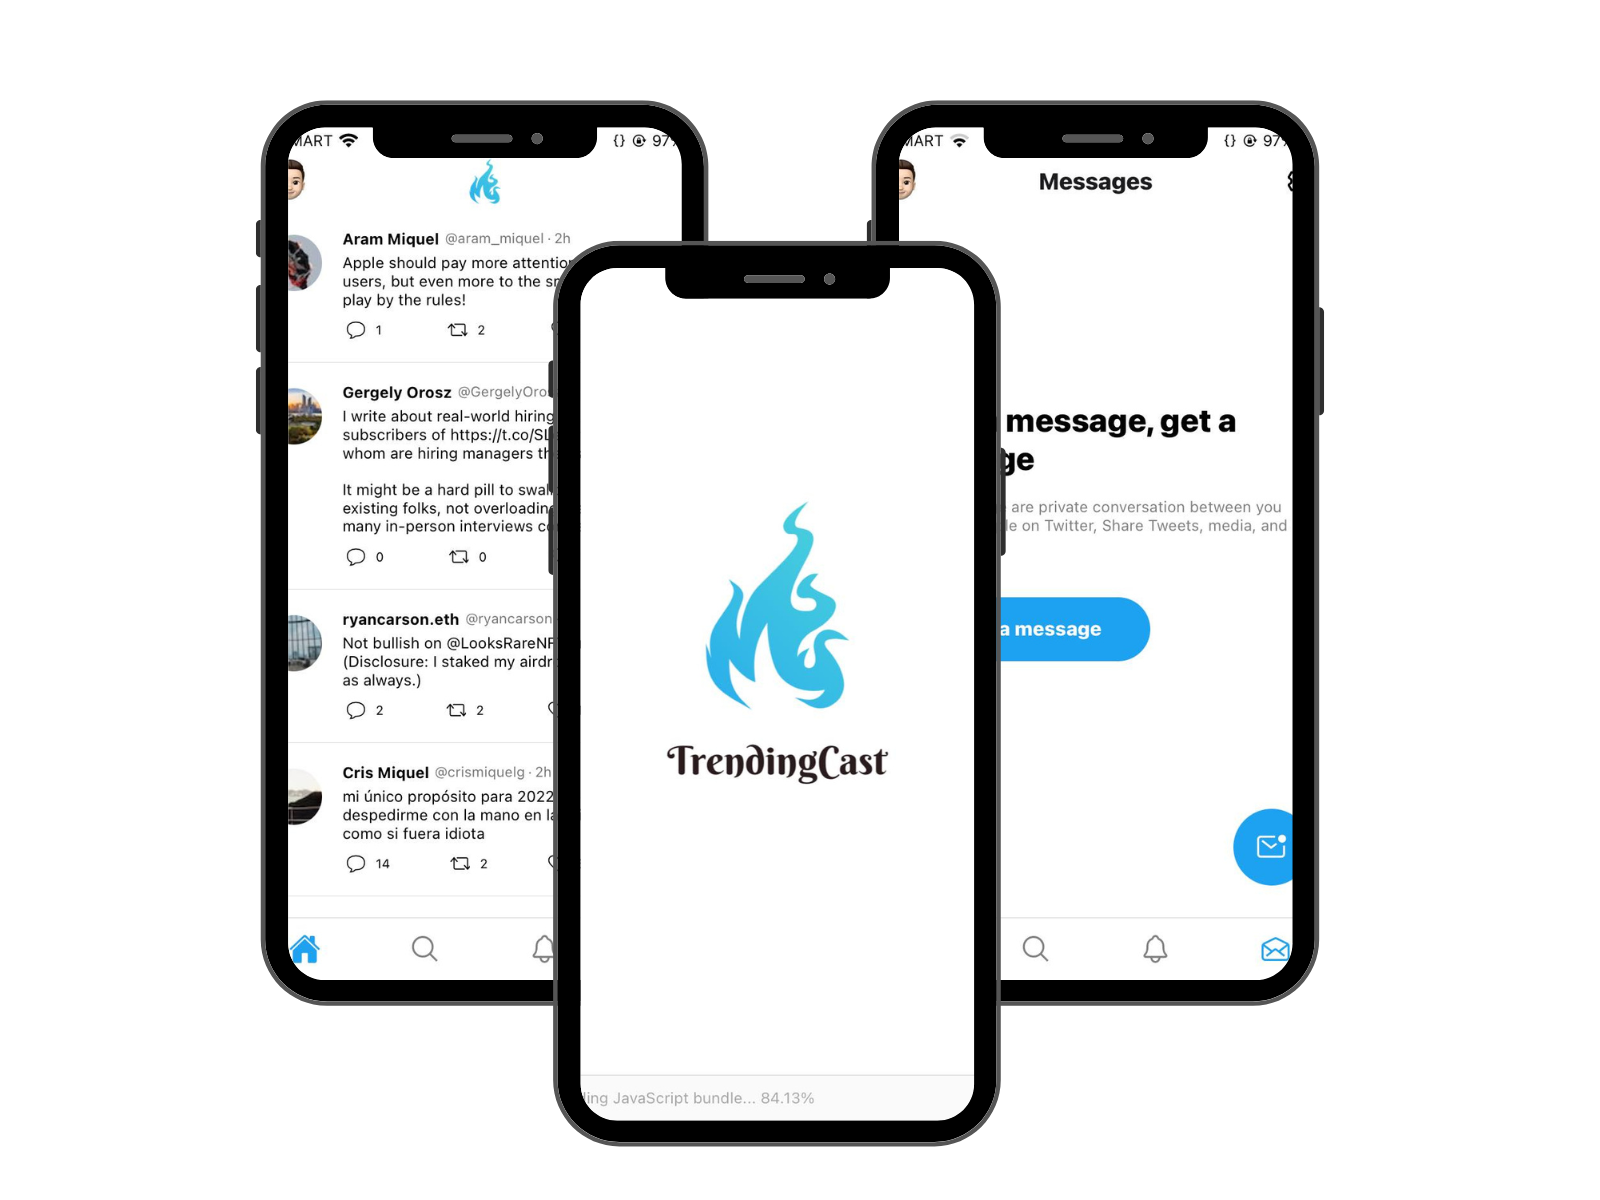 MART
97
Aram Miquel @aram_miquel · 2h
Apple should pay more attention
users, but even more to the
play by the rules!
1 2
Gergely Orosz @GergelyOro
I write about real-world hiring
subscribers of https://t.co/SL
whom are hiring managers
It might be a hard pill to
existing folks, not overloading
many in-person interviews
0 0
ryancarson.eth @ryancarson
Not bullish on @LooksRareNF
(Disclosure: I staked my airdr
as always.)
2 2
Cris Miquel @crismiquelg · 2h
mi único propósito para 2022
despedirme con la mano en
como si fuera idiota
14 2
TrendingCast
ing JavaScript bundle... 84.13%
MART
{} 97
Messages
message, get a
ge
are private conversation between you
le on Twitter, Share Tweets, media, and
a message